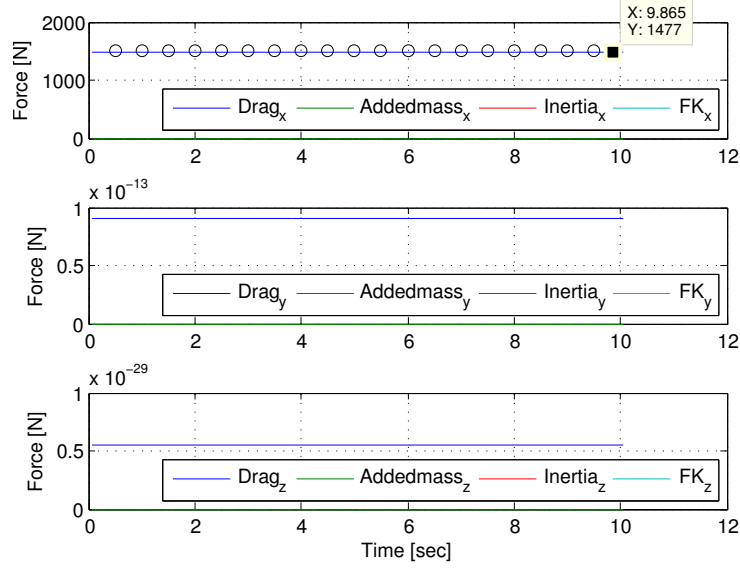 X: 9.865
Y: 1477
2000
1000
0
Force [N]
Drag_x Addedmass_x Inertia_x FK_x
0 2 4 6 8 10 12
x 10^-13
1
0.5
0
Force [N]
Drag_y Addedmass_y Inertia_y FK_y
0 2 4 6 8 10 12
x 10^-29
1
0.5
0
Force [N]
Drag_z Addedmass_z Inertia_z FK_z
0 2 4 6 8 10 12
Time [sec]